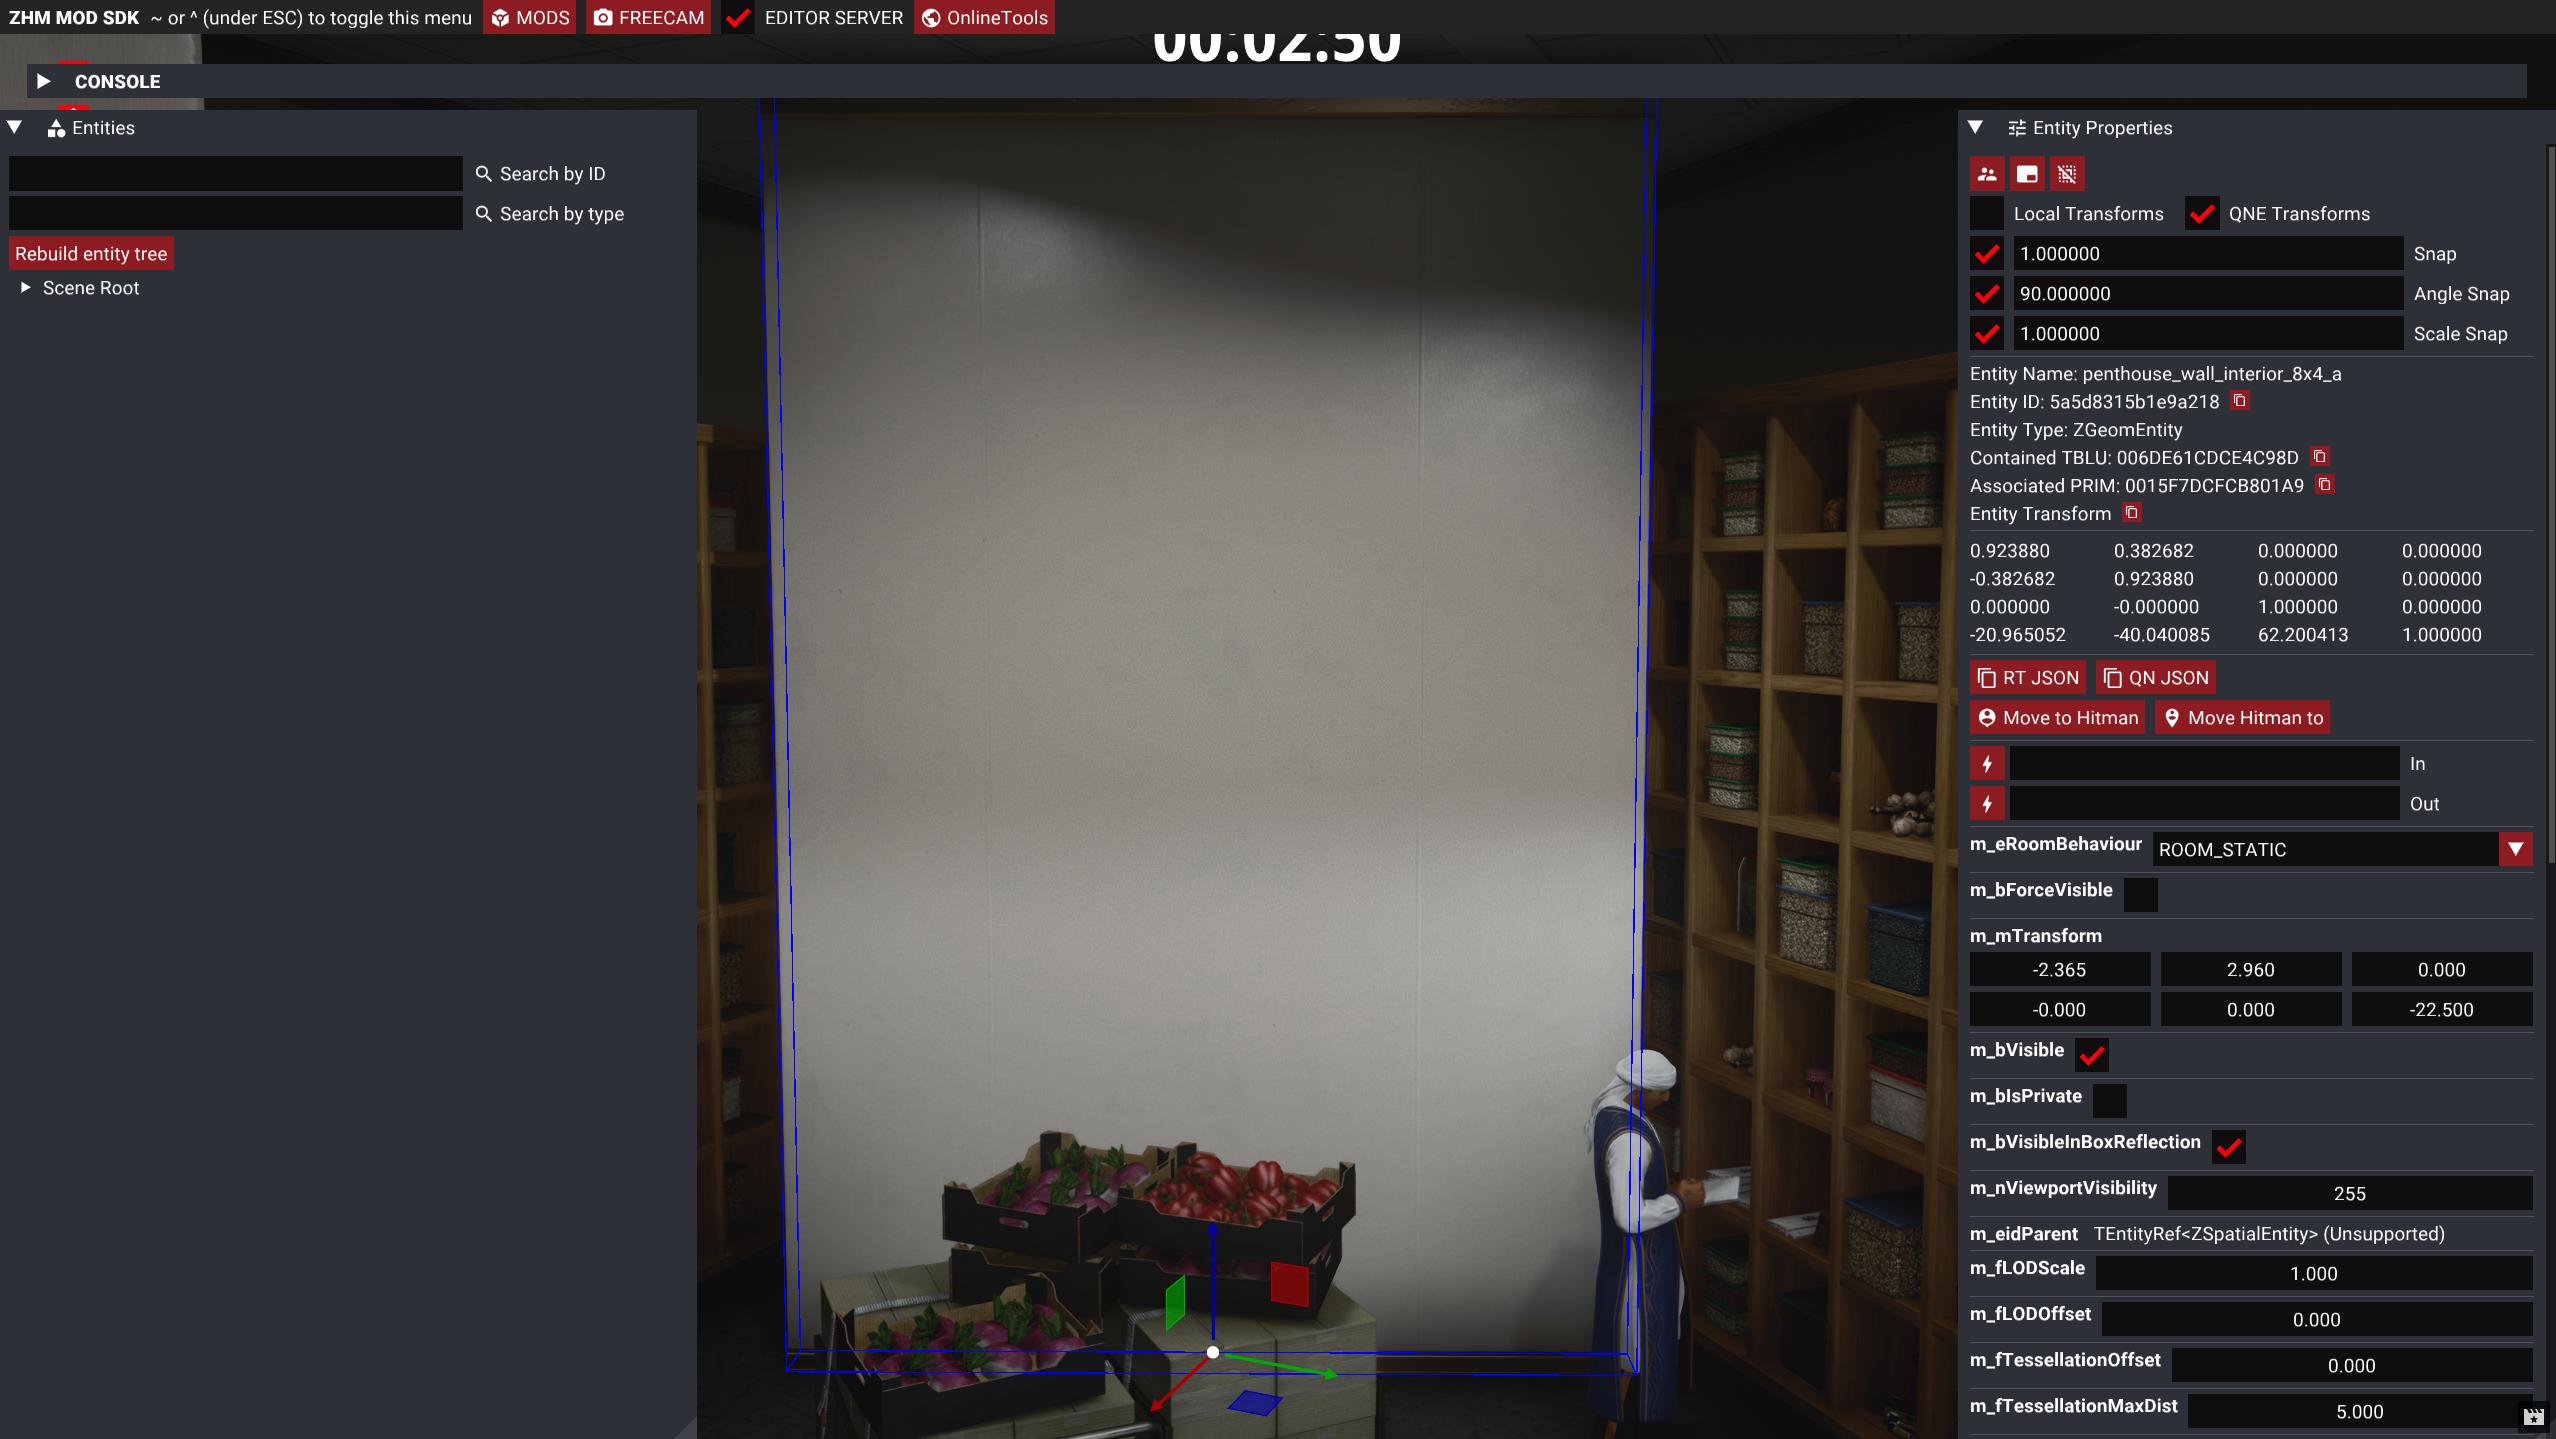 ZHM MOD SDK ~ or ^ (under ESC) to toggle this menu MODS FREECAM EDITOR SERVER OnlineTools
00:02:50
CONSOLE
Entities
Search by ID
Search by type
Rebuild entity tree
Scene Root
Entity Properties
Local Transforms QNE Transforms
1.000000 Snap
90.000000 Angle Snap
1.000000 Scale Snap
Entity Name: penthouse_wall_interior_8x4_a
Entity ID: 5a5d8315b1e9a218
Entity Type: ZGeomEntity
Contained TBLU: 006DE61CDCE4C98D
Associated PRIM: 0015F7DCFCB801A9
Entity Transform
0.923880 0.382682 0.000000 0.000000
-0.382682 0.923880 0.000000 0.000000
0.000000 -0.000000 1.000000 0.000000
-20.965052 -40.040085 62.200413 1.000000
RT JSON QN JSON
Move to Hitman Move Hitman to
In
Out
m_eRoomBehaviour ROOM_STATIC
m_bForceVisible
m_mTransform
-2.365 2.960 0.000
-0.000 0.000 -22.500
m_bVisible
m_bIsPrivate
m_bVisibleInBoxReflection
m_nViewportVisibility 255
m_eidParent TEntityRef<ZSpatialEntity> (Unsupported)
m_fLODScale 1.000
m_fLODOffset 0.000
m_fTessellationOffset 0.000
m_fTessellationMaxDist 5.000